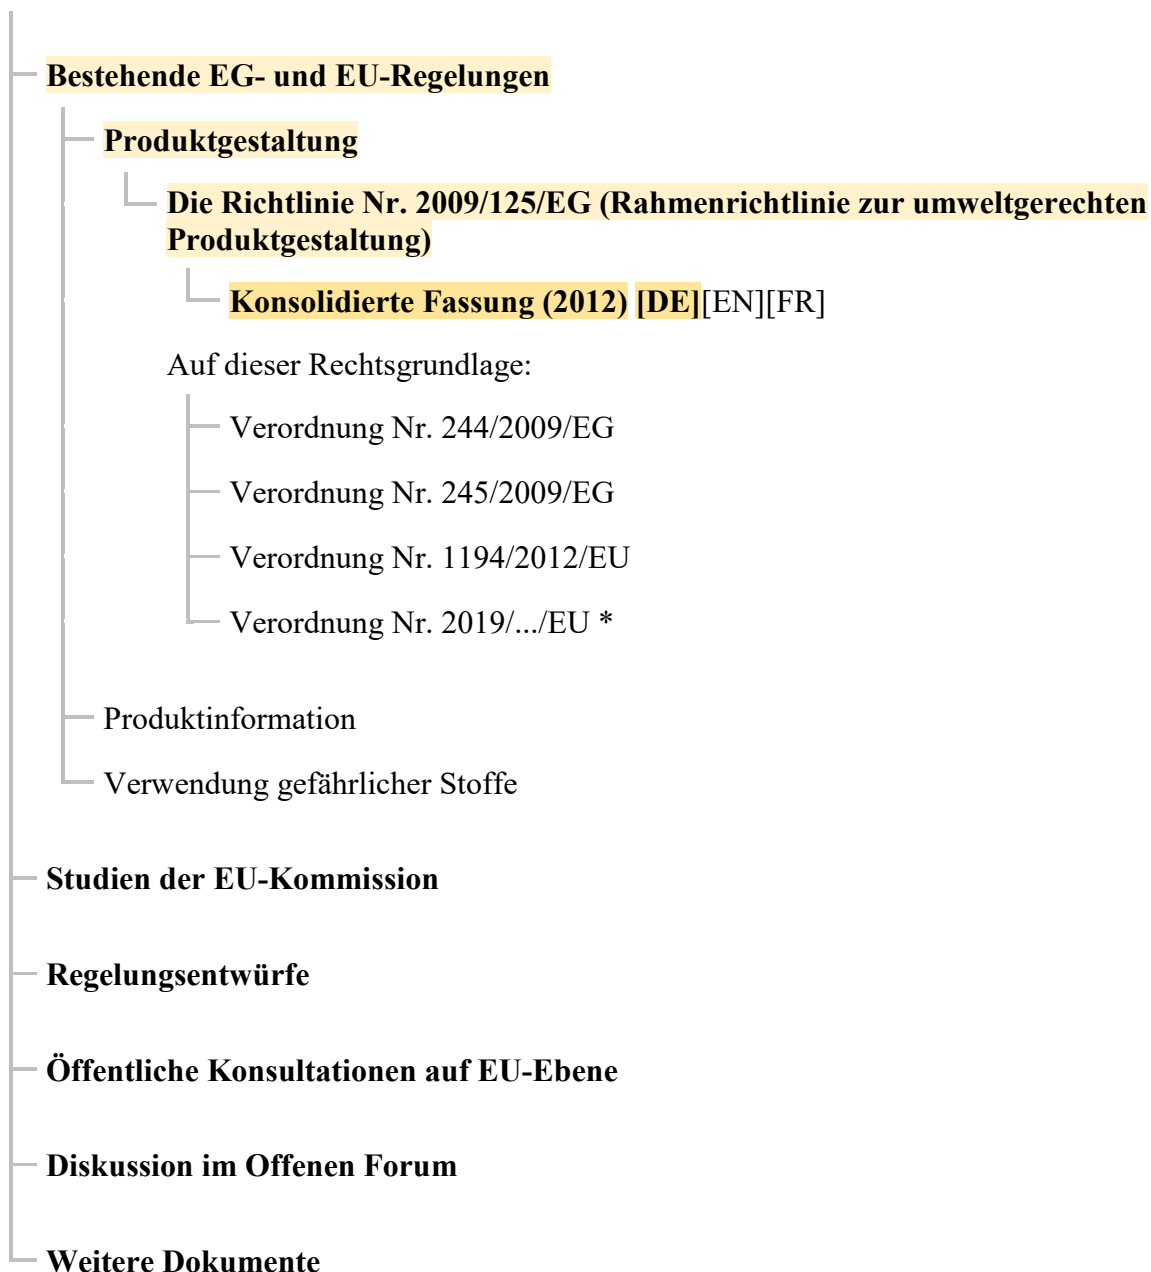 Bestehende EG- und EU-Regelungen
Produktgestaltung
Die Richtlinie Nr. 2009/125/EG (Rahmenrichtlinie zur umweltgerechten
Produktgestaltung)
Konsolidierte Fassung (2012) [DE][EN][FR]
Auf dieser Rechtsgrundlage:
Verordnung Nr. 244/2009/EG
Verordnung Nr. 245/2009/EG
Verordnung Nr. 1194/2012/EU
Verordnung Nr. 2019/.../EU *
Produktinformation
Verwendung gefährlicher Stoffe
Studien der EU-Kommission
Regelungsentwürfe
Öffentliche Konsultationen auf EU-Ebene
Diskussion im Offenen Forum
Weitere Dokumente